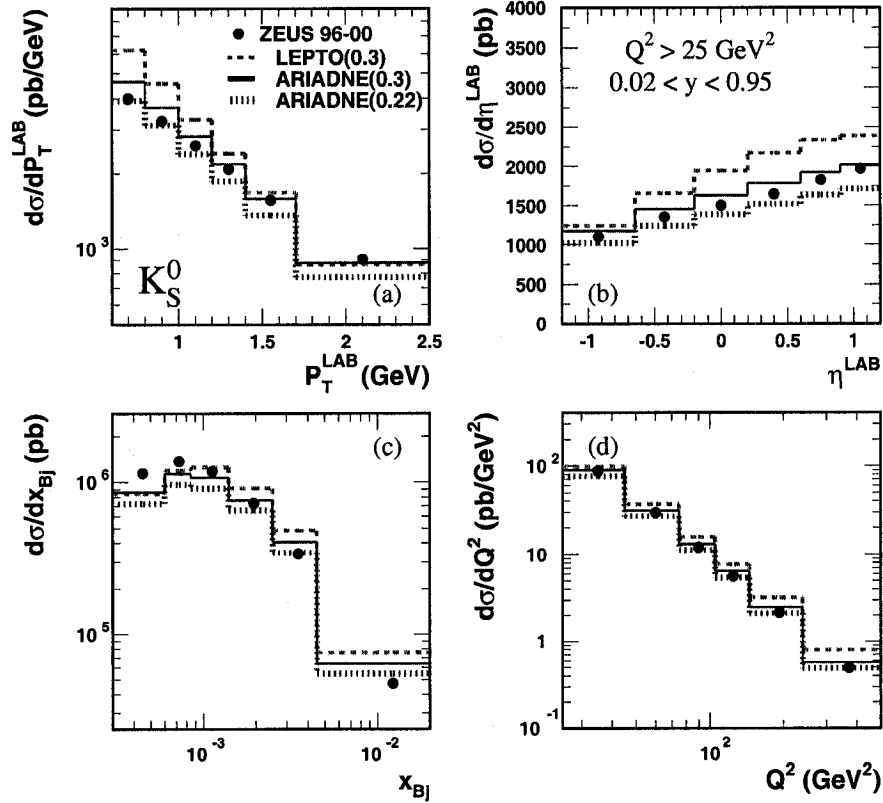 dσ/dP_T^LAB (pb/GeV)
● ZEUS 96-00
LEPTO(0.3)
ARIADNE(0.3)
ARIADNE(0.22)
10^3
K_S^0
(a)
1 1.5 2 2.5
P_T^LAB (GeV)
dσ/dη^LAB (pb)
4000
3500
3000
2500
2000
1500
1000
500
0
Q^2 > 25 GeV^2
0.02 < y < 0.95
(b)
-1 -0.5 0 0.5 1
η^LAB
dσ/dx_Bj (pb)
10^6
10^5
(c)
10^-3 10^-2
x_Bj
dσ/dQ^2 (pb/GeV^2)
10^2
10
1
10^-1
(d)
10^2
Q^2 (GeV^2)